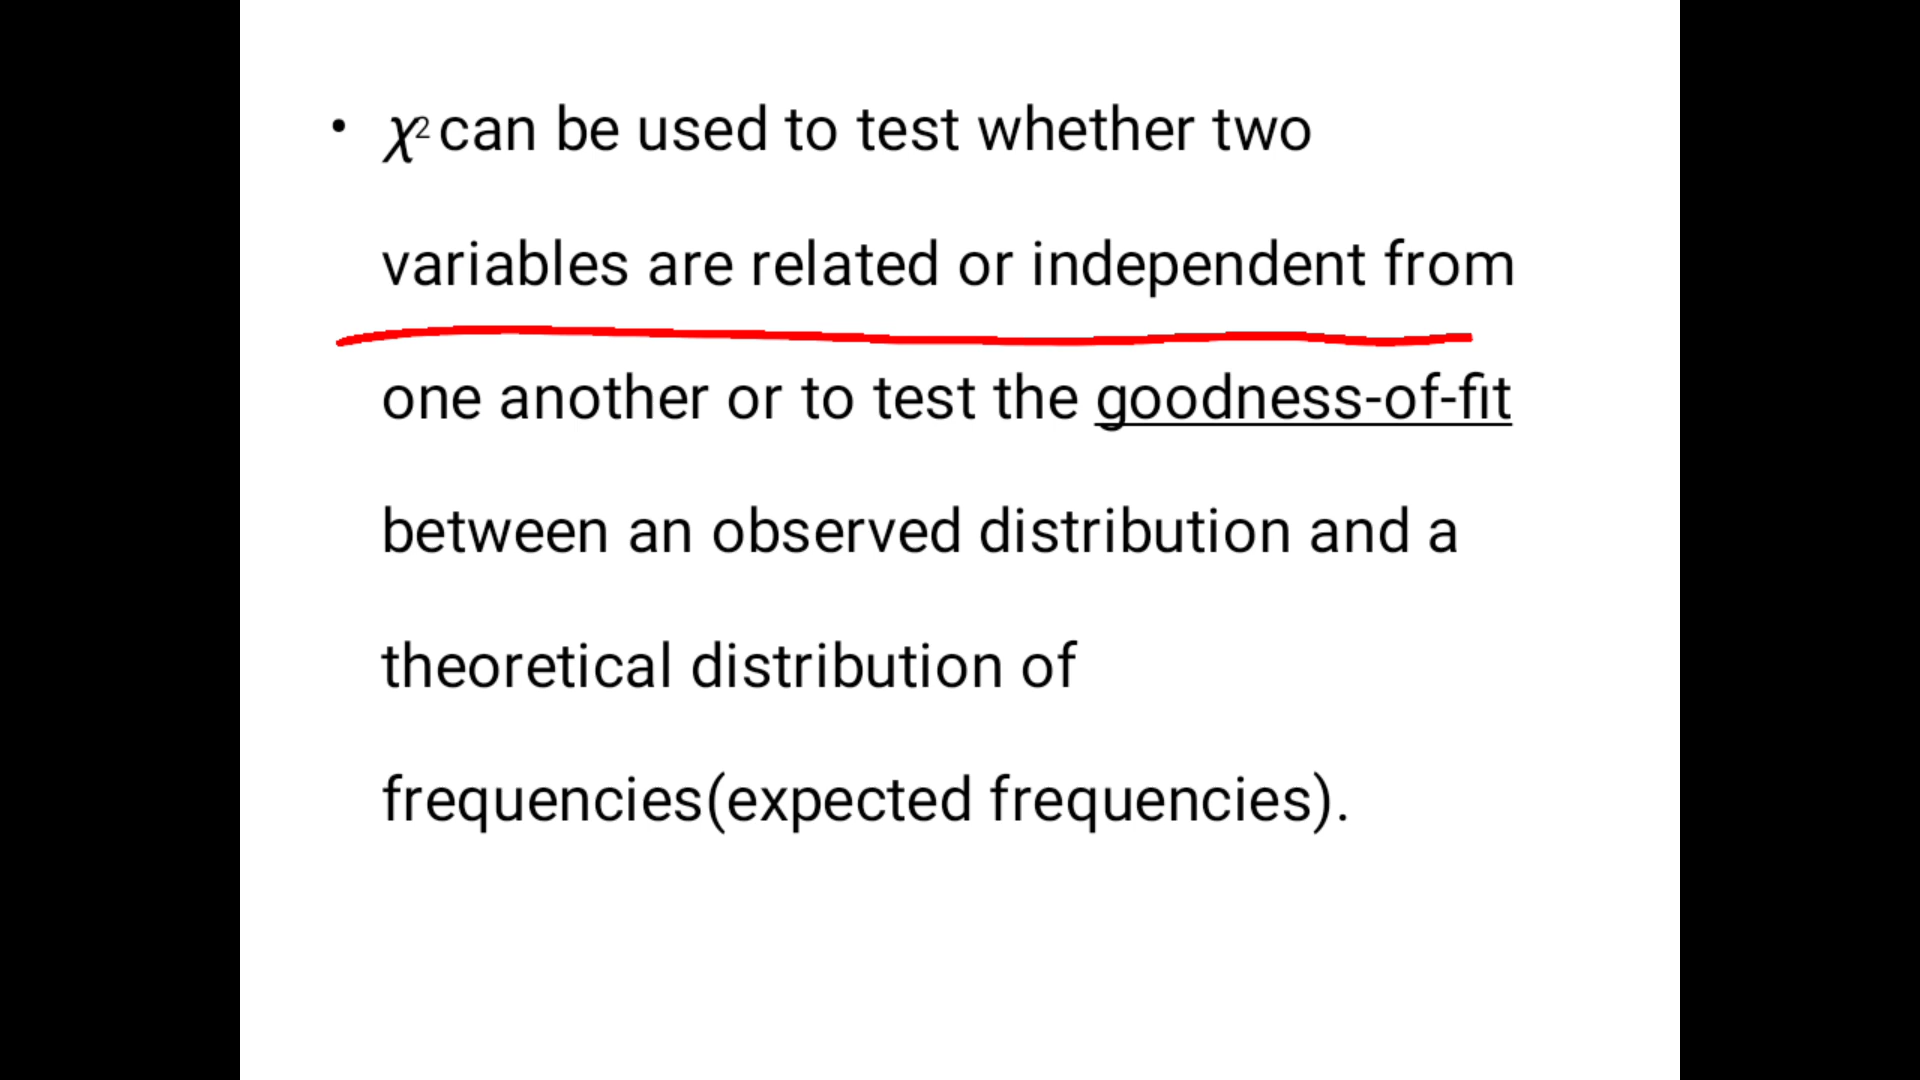 • χ² can be used to test whether two
variables are related or independent from
one another or to test the goodness-of-fit
between an observed distribution and a
theoretical distribution of
frequencies(expected frequencies).